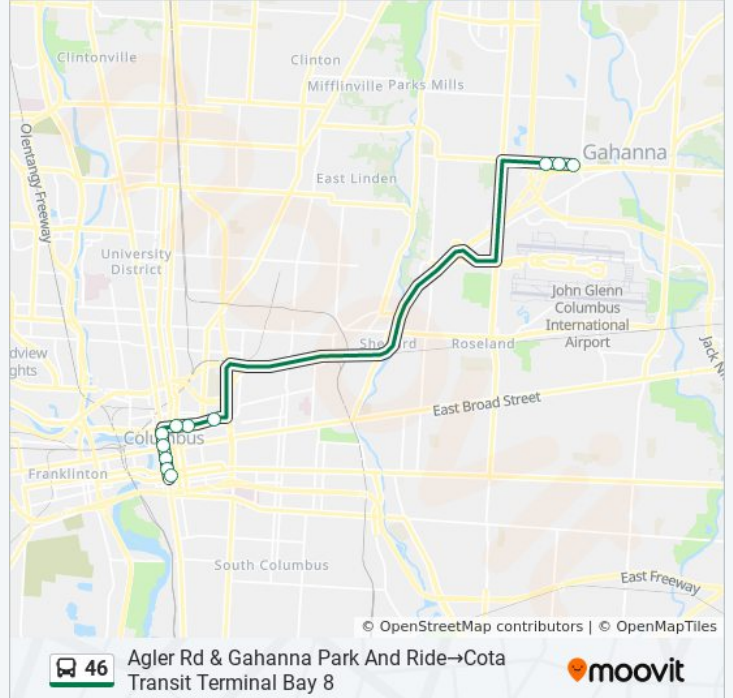 Clintonville
Clinton
Mifflinville Parks Mills
Olentangy Freeway
Gahanna
East Linden
University
District
John Glenn
Columbus
International
Airport
Roseland
Jack
dview
ghts
East Broad Street
Columbus
Franklinton
South Columbus
East Freeway
© OpenStreetMap contributors | © OpenMapTiles
46
Agler Rd & Gahanna Park And Ride→Cota
Transit Terminal Bay 8
moovit